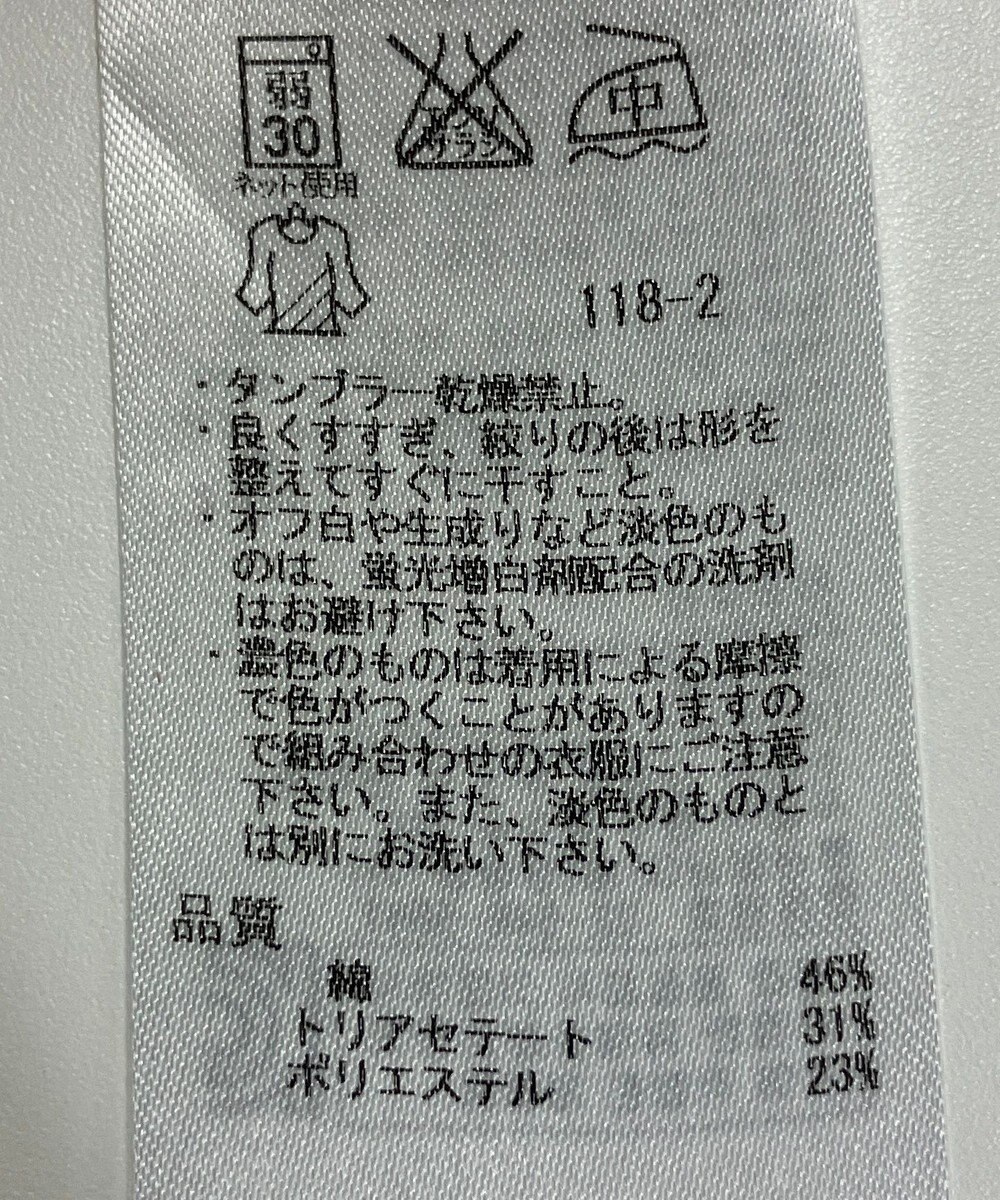 弱
30
ネット使用
エンソ
サラシ
中
118-2
・タンブラー乾燥禁止。
・良くすすぎ、絞りの後は形を
整えてすぐに干すこと。
・オフ白や生成りなど淡色のも
のは、蛍光増白剤配合の洗剤
はお避け下さい。
・濃色のものは着用による摩擦
で色がつくことがありますの
で組み合わせの衣服にご注意
下さい。また、淡色のものと
は別にお洗い下さい。
品質
綿 46%
トリアセテート 31%
ポリエステル 23%